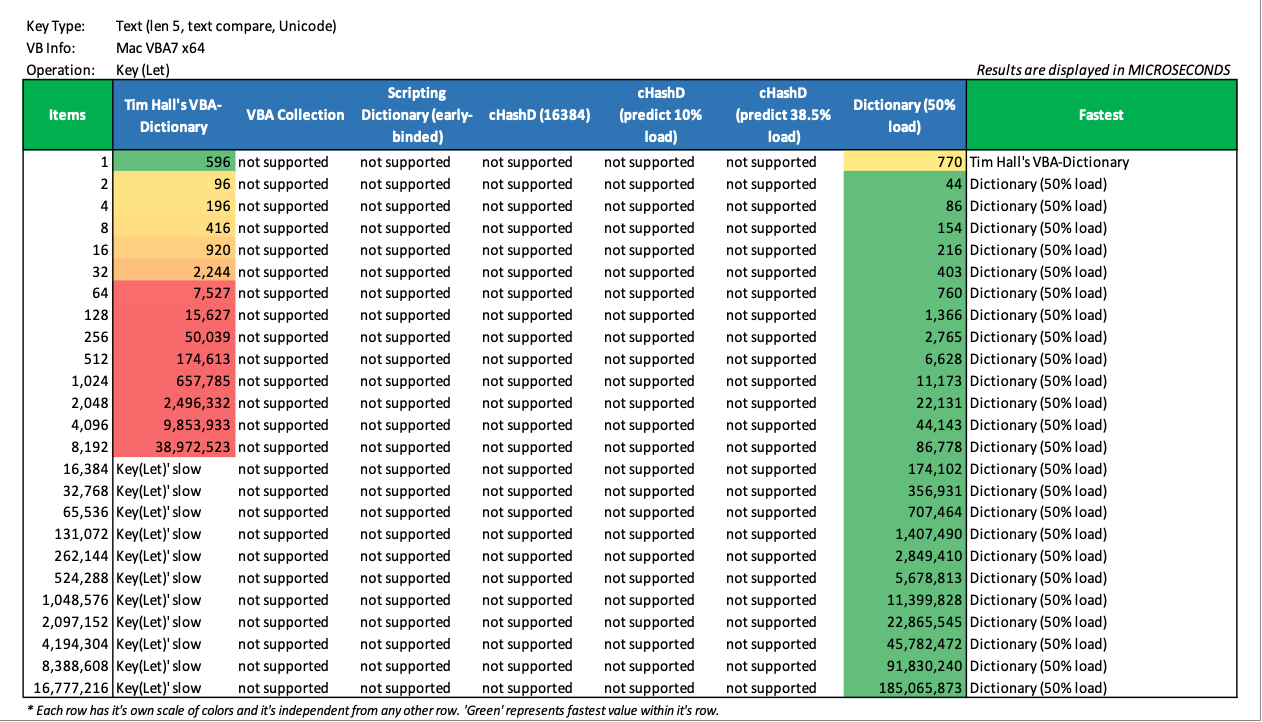 Key Type: Text (len 5, text compare, Unicode)
VB Info: Mac VBA7 x64
Operation: Key (Let) Results are displayed in MICROSECONDS
Items Tim Hall's VBA-Dictionary VBA Collection Scripting Dictionary (early-binded) cHashD (16384) cHashD (predict 10% load) cHashD (predict 38.5% load) Dictionary (50% load) Fastest
1 596 not supported not supported not supported not supported not supported 770 Tim Hall's VBA-Dictionary
2 96 not supported not supported not supported not supported not supported 44 Dictionary (50% load)
4 196 not supported not supported not supported not supported not supported 86 Dictionary (50% load)
8 416 not supported not supported not supported not supported not supported 154 Dictionary (50% load)
16 920 not supported not supported not supported not supported not supported 216 Dictionary (50% load)
32 2,244 not supported not supported not supported not supported not supported 403 Dictionary (50% load)
64 7,527 not supported not supported not supported not supported not supported 760 Dictionary (50% load)
128 15,627 not supported not supported not supported not supported not supported 1,366 Dictionary (50% load)
256 50,039 not supported not supported not supported not supported not supported 2,765 Dictionary (50% load)
512 174,613 not supported not supported not supported not supported not supported 6,628 Dictionary (50% load)
1,024 657,785 not supported not supported not supported not supported not supported 11,173 Dictionary (50% load)
2,048 2,496,332 not supported not supported not supported not supported not supported 22,131 Dictionary (50% load)
4,096 9,853,933 not supported not supported not supported not supported not supported 44,143 Dictionary (50% load)
8,192 38,972,523 not supported not supported not supported not supported not supported 86,778 Dictionary (50% load)
16,384 Key(Let)' slow not supported not supported not supported not supported not supported 174,102 Dictionary (50% load)
32,768 Key(Let)' slow not supported not supported not supported not supported not supported 356,931 Dictionary (50% load)
65,536 Key(Let)' slow not supported not supported not supported not supported not supported 707,464 Dictionary (50% load)
131,072 Key(Let)' slow not supported not supported not supported not supported not supported 1,407,490 Dictionary (50% load)
262,144 Key(Let)' slow not supported not supported not supported not supported not supported 2,849,410 Dictionary (50% load)
524,288 Key(Let)' slow not supported not supported not supported not supported not supported 5,678,813 Dictionary (50% load)
1,048,576 Key(Let)' slow not supported not supported not supported not supported not supported 11,399,828 Dictionary (50% load)
2,097,152 Key(Let)' slow not supported not supported not supported not supported not supported 22,865,545 Dictionary (50% load)
4,194,304 Key(Let)' slow not supported not supported not supported not supported not supported 45,782,472 Dictionary (50% load)
8,388,608 Key(Let)' slow not supported not supported not supported not supported not supported 91,830,240 Dictionary (50% load)
16,777,216 Key(Let)' slow not supported not supported not supported not supported not supported 185,065,873 Dictionary (50% load)
* Each row has it's own scale of colors and it's independent from any other row. 'Green' represents fastest value within it's row.